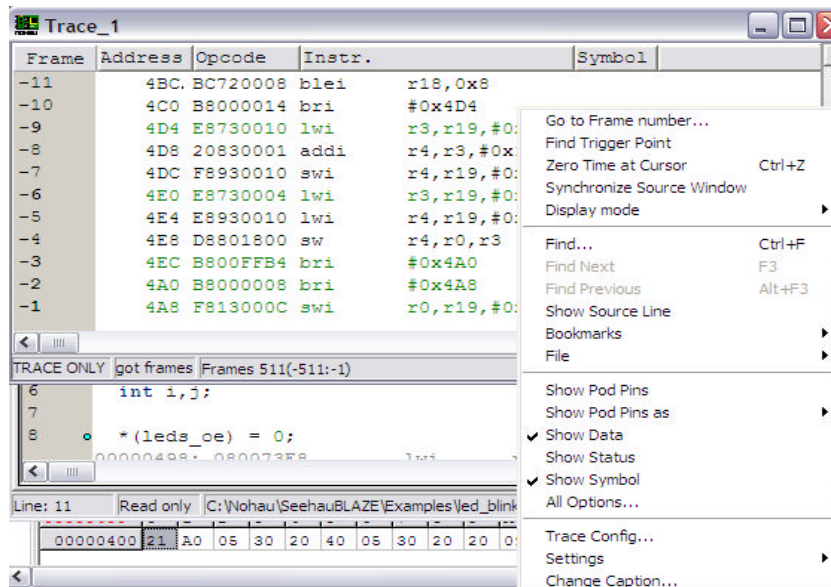 Trace_1
Frame Address Opcode Instr. Symbol
-11 4BC. BC720008 blei r18,0x8
-10 4C0 B8000014 bri #0x4D4
-9 4D4 E8730010 lwi r3,r19,#0
-8 4D8 20830001 addi r4,r3,#0x
-7 4DC F8930010 swi r4,r19,#0
-6 4E0 E8730004 lwi r3,r19,#0
-5 4E4 E8930010 lwi r4,r19,#0
-4 4E8 D8801800 sw r4,r0,r3
-3 4EC B800FFB4 bri #0x4A0
-2 4A0 B8000008 bri #0x4A8
-1 4A8 F813000C swi r0,r19,#0
TRACE ONLY got frames Frames 511(-511:-1)
6 int i,j;
7
8 *(leds_oe) = 0;
00000498: 080073E8 lwi
Line: 11 Read only C:\Nohau\SeehauBLAZE\Examples\led_blink
00000400 21 A0 05 30 20 40 05 30 20 20 0
Go to Frame number...
Find Trigger Point
Zero Time at Cursor Ctrl+Z
Synchronize Source Window
Display mode
Find... Ctrl+F
Find Next F3
Find Previous Alt+F3
Show Source Line
Bookmarks
File
Show Pod Pins
Show Pod Pins as
Show Data
Show Status
Show Symbol
All Options...
Trace Config...
Settings
Change Caption...